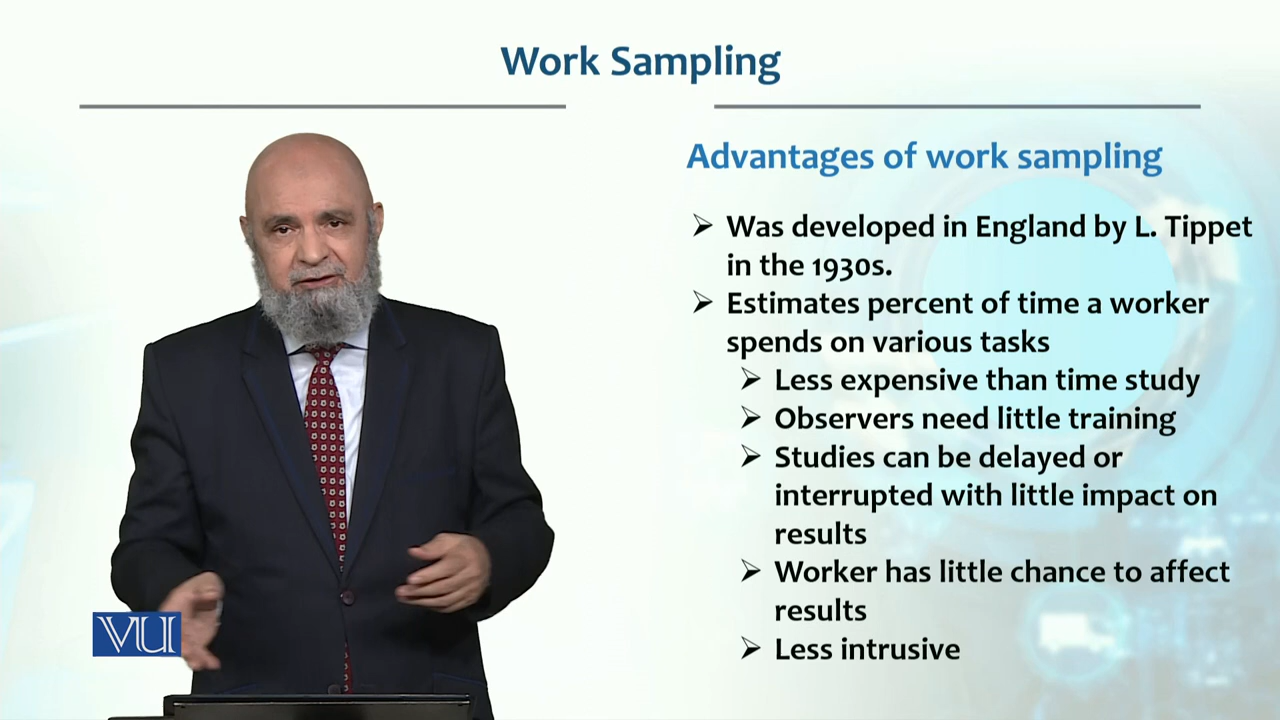 Work Sampling
Advantages of work sampling
➢ Was developed in England by L. Tippet
in the 1930s.
➢ Estimates percent of time a worker
spends on various tasks
➢ Less expensive than time study
➢ Observers need little training
➢ Studies can be delayed or
interrupted with little impact on
results
➢ Worker has little chance to affect
results
➢ Less intrusive
VU